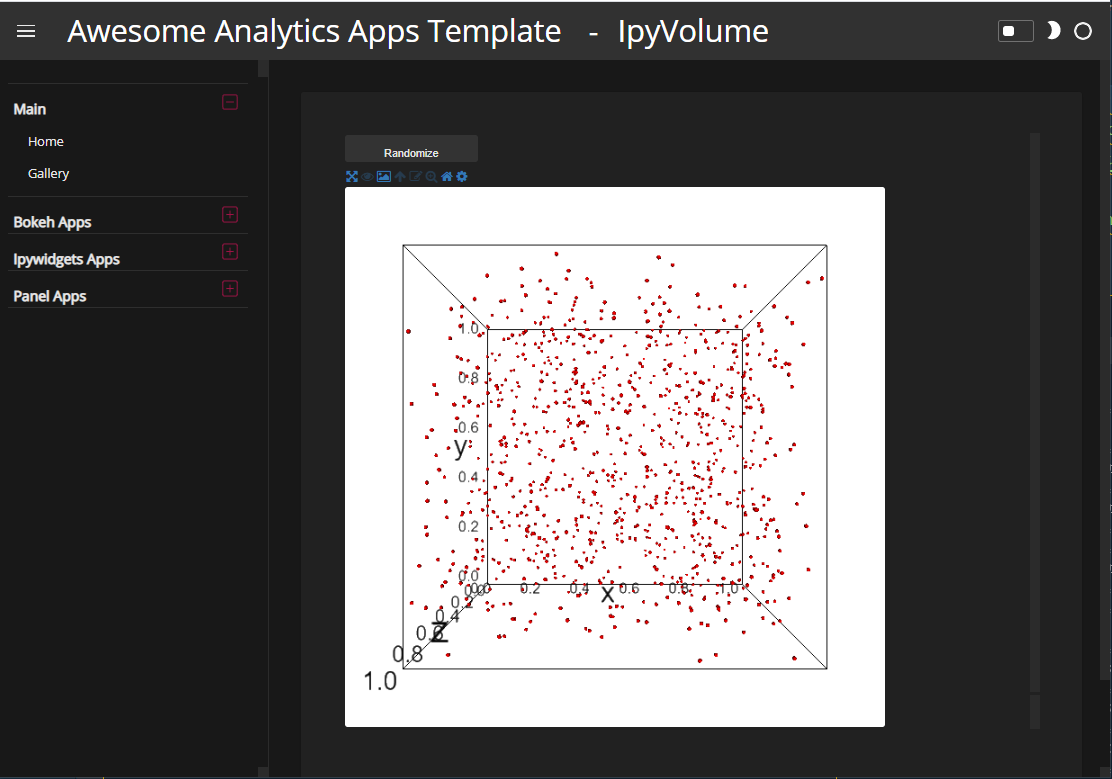 Awesome Analytics Apps Template - IpyVolume
Main
Home
Gallery
Bokeh Apps
Ipywidgets Apps
Panel Apps
Randomize
1.0
0.8
0.6
y
0.4
0.2
0.0
0.0 0.2 0.4 x 0.6 0.8 1.0
0.0
0.2
0.4
0.6 z
0.8
1.0